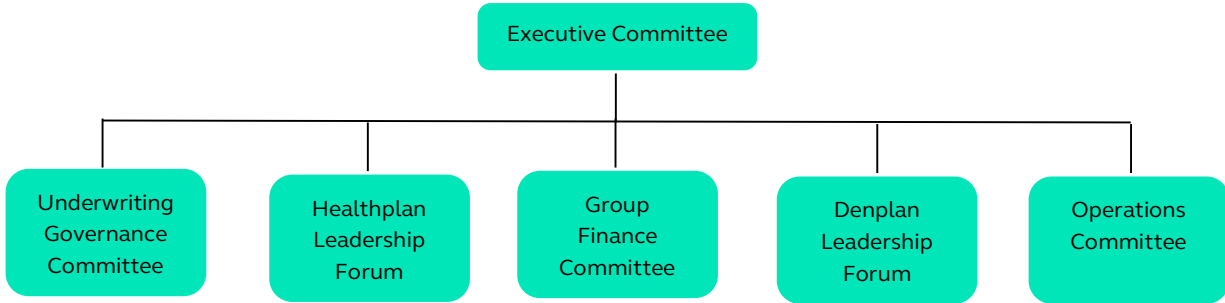 Executive Committee
Underwriting
Governance
Committee
Healthplan
Leadership
Forum
Group
Finance
Committee
Denplan
Leadership
Forum
Operations
Committee